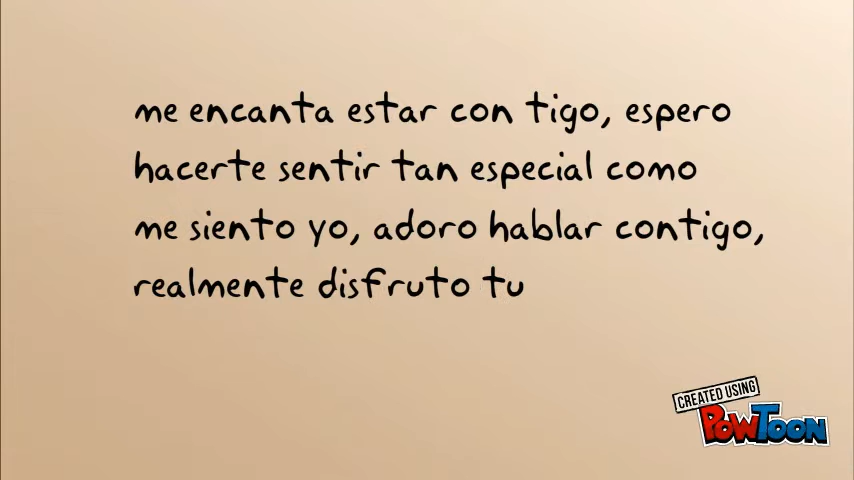 me encanta estar con tigo, espero
hacerte sentir tan especial como
me siento yo, adoro hablar contigo,
realmente disfruto tu
CREATED USING
POWTOON